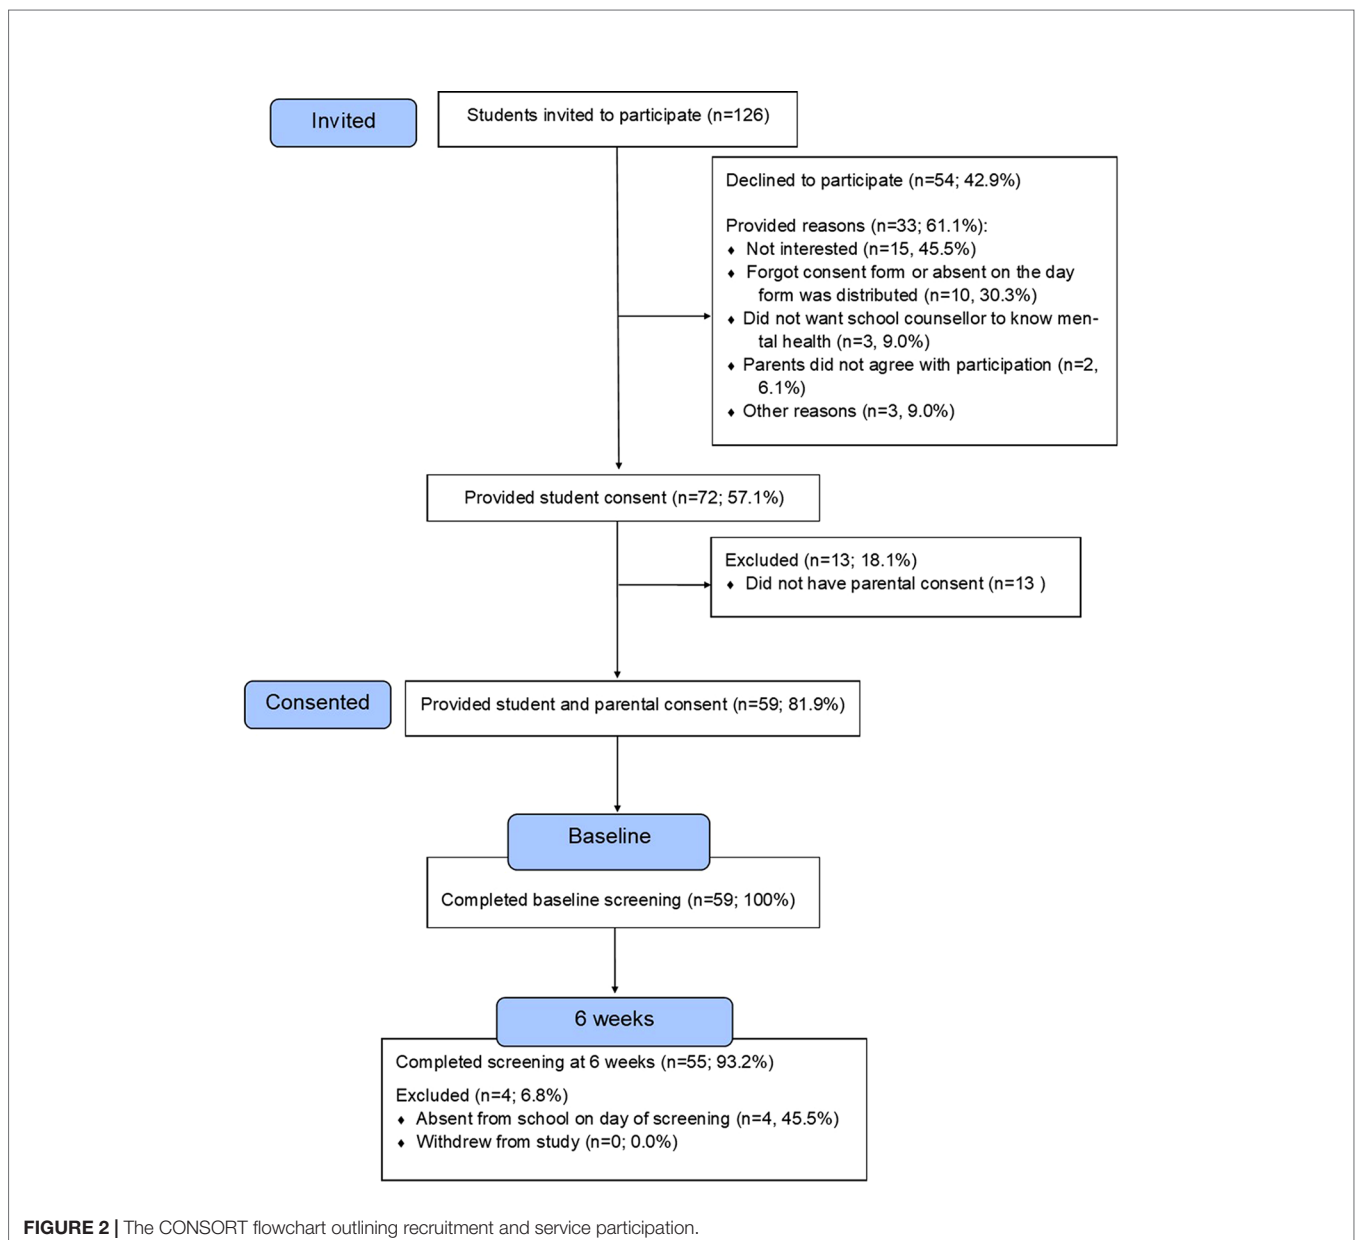 Invited
Students invited to participate (n=126)
Declined to participate (n=54; 42.9%)
Provided reasons (n=33; 61.1%):
♦ Not interested (n=15, 45.5%)
♦ Forgot consent form or absent on the day
form was distributed (n=10, 30.3%)
♦ Did not want school counsellor to know men-
tal health (n=3, 9.0%)
♦ Parents did not agree with participation (n=2,
6.1%)
♦ Other reasons (n=3, 9.0%)
Provided student consent (n=72; 57.1%)
Excluded (n=13; 18.1%)
♦ Did not have parental consent (n=13 )
Consented
Provided student and parental consent (n=59; 81.9%)
Baseline
Completed baseline screening (n=59; 100%)
6 weeks
Completed screening at 6 weeks (n=55; 93.2%)
Excluded (n=4; 6.8%)
♦ Absent from school on day of screening (n=4, 45.5%)
♦ Withdrew from study (n=0; 0.0%)
FIGURE 2 | The CONSORT flowchart outlining recruitment and service participation.